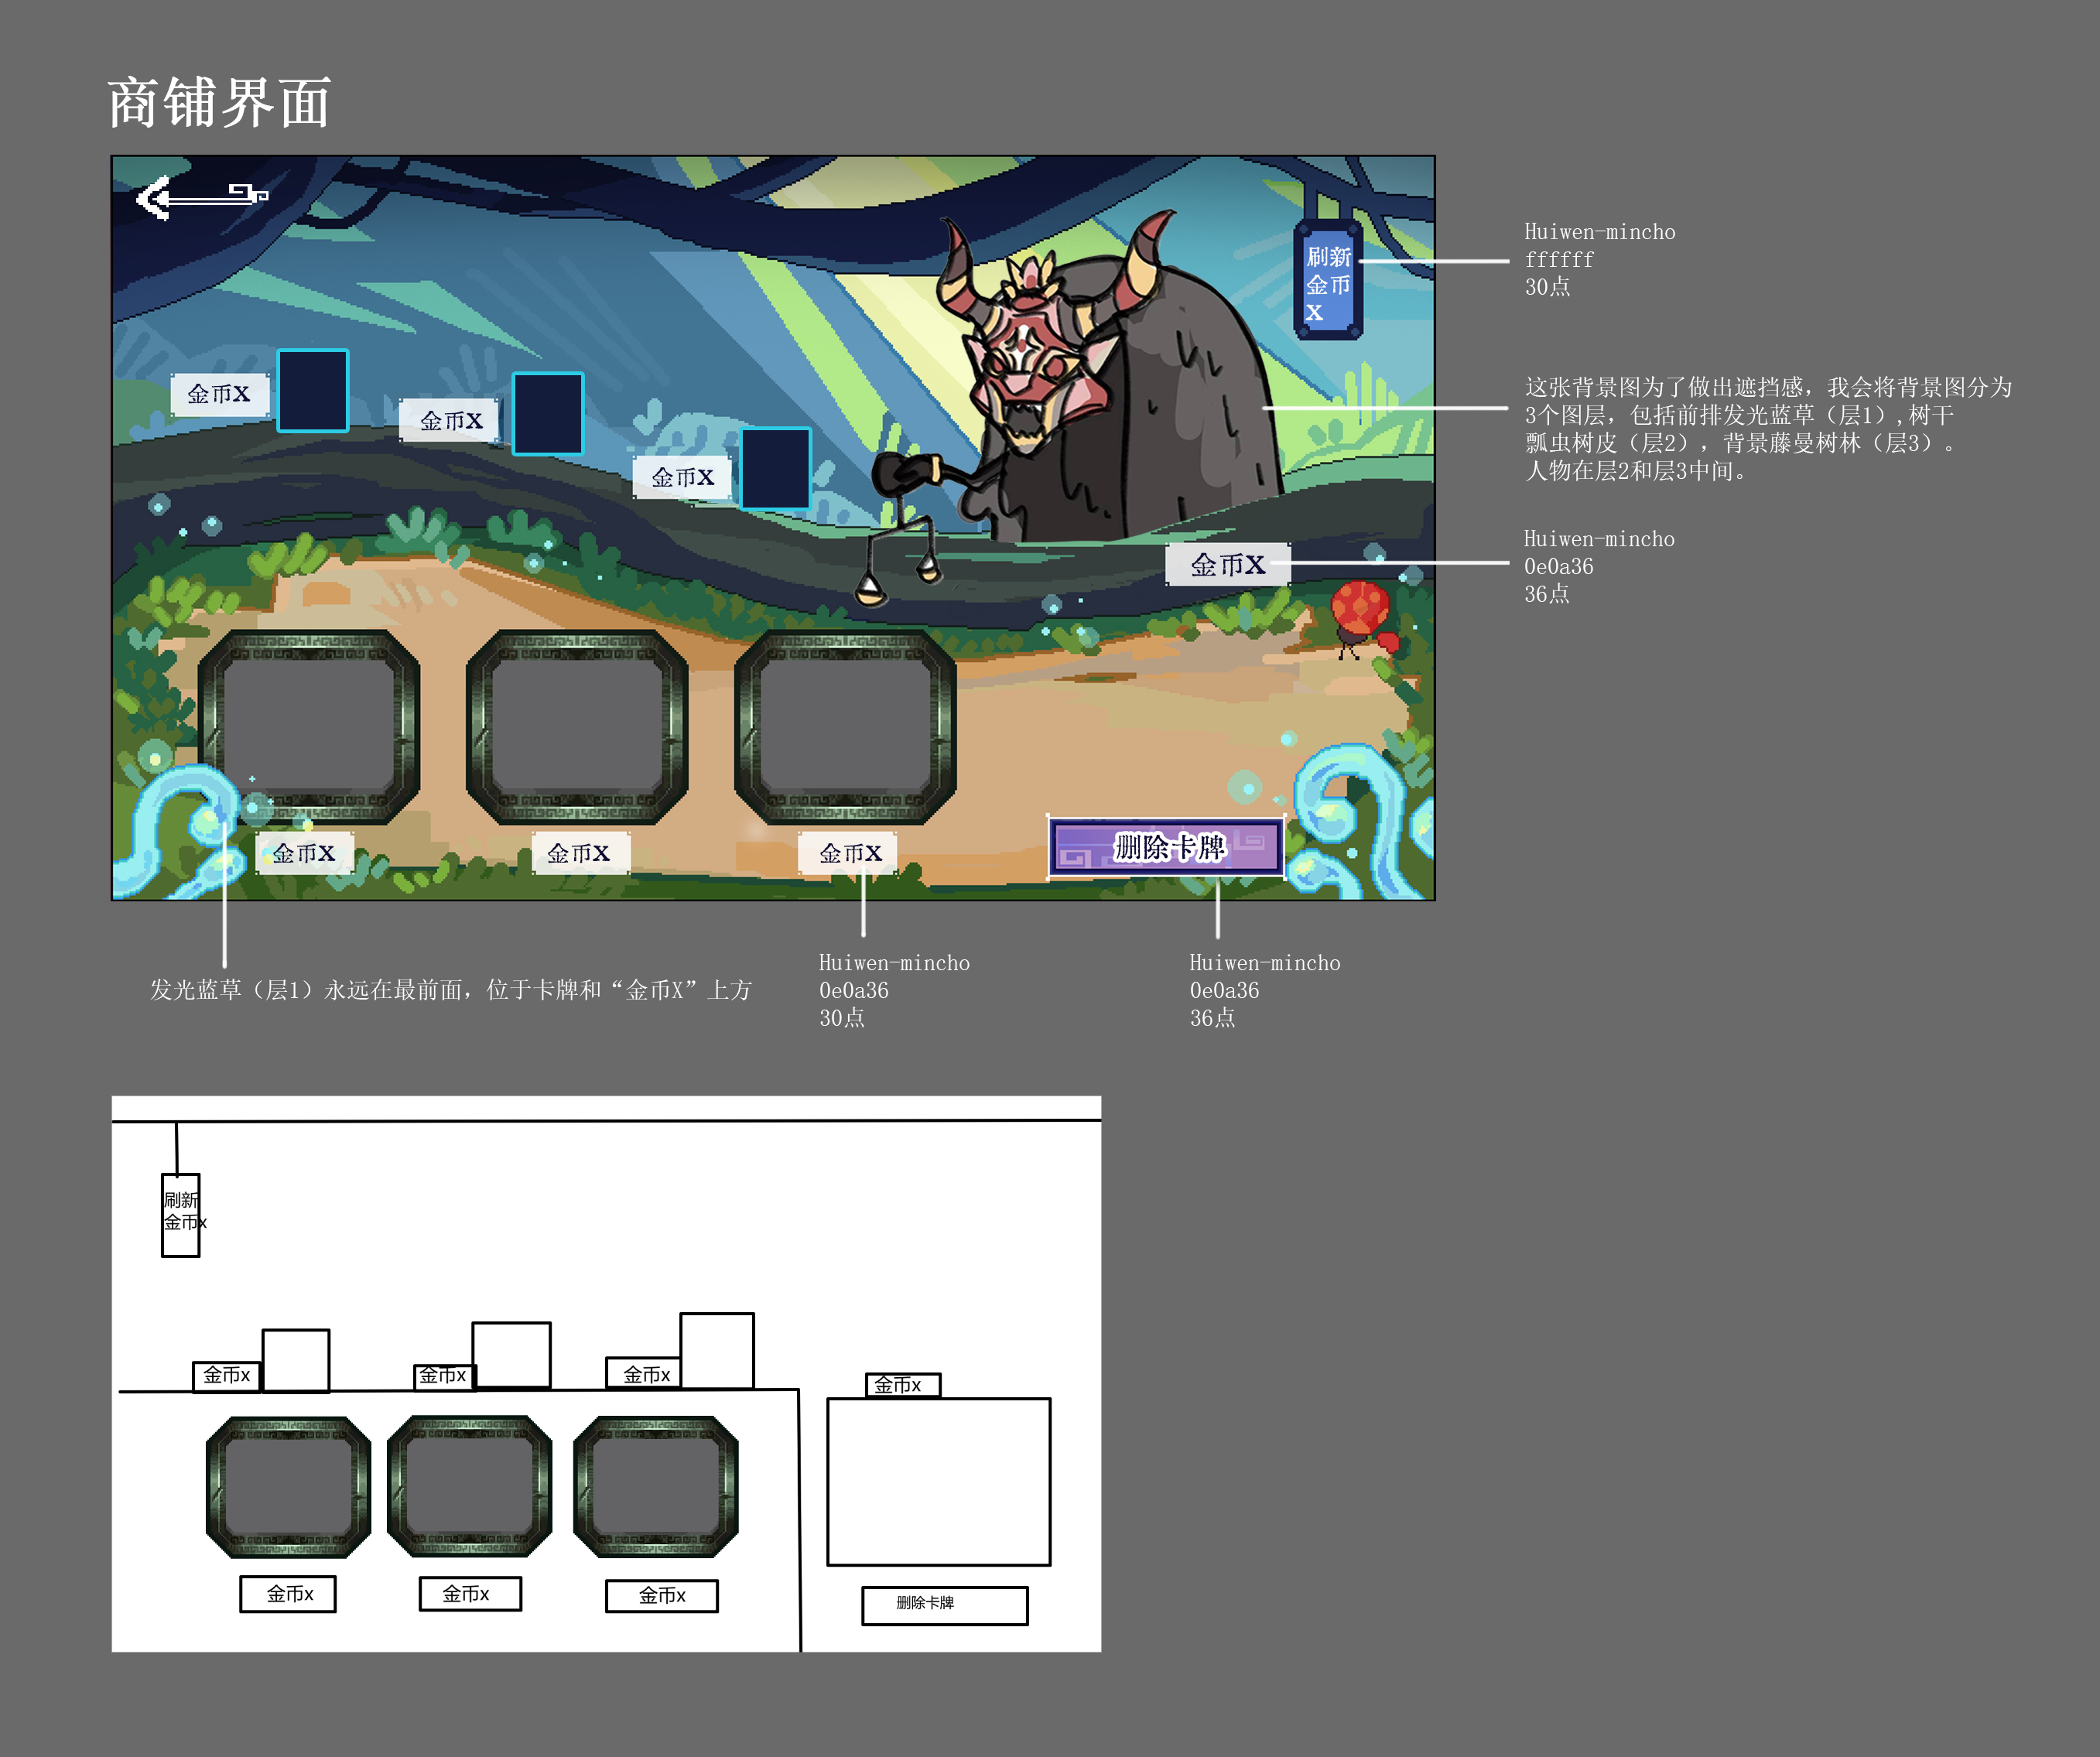 商铺界面
刷新
金币
X
Huiwen-mincho
ffffff
30点
金币X
金币X
金币X
这张背景图为了做出遮挡感，我会将背景图分为
3个图层，包括前排发光蓝草（层1）,树干
瓢虫树皮（层2），背景藤曼树林（层3）。
人物在层2和层3中间。
金币X
Huiwen-mincho
0e0a36
36点
金币X
金币X
金币X
删除卡牌
发光蓝草（层1）永远在最前面，位于卡牌和“金币X”上方
Huiwen-mincho
0e0a36
30点
Huiwen-mincho
0e0a36
36点
刷新
金币x
金币x
金币x
金币x
金币x
金币x
金币x
金币x
删除卡牌